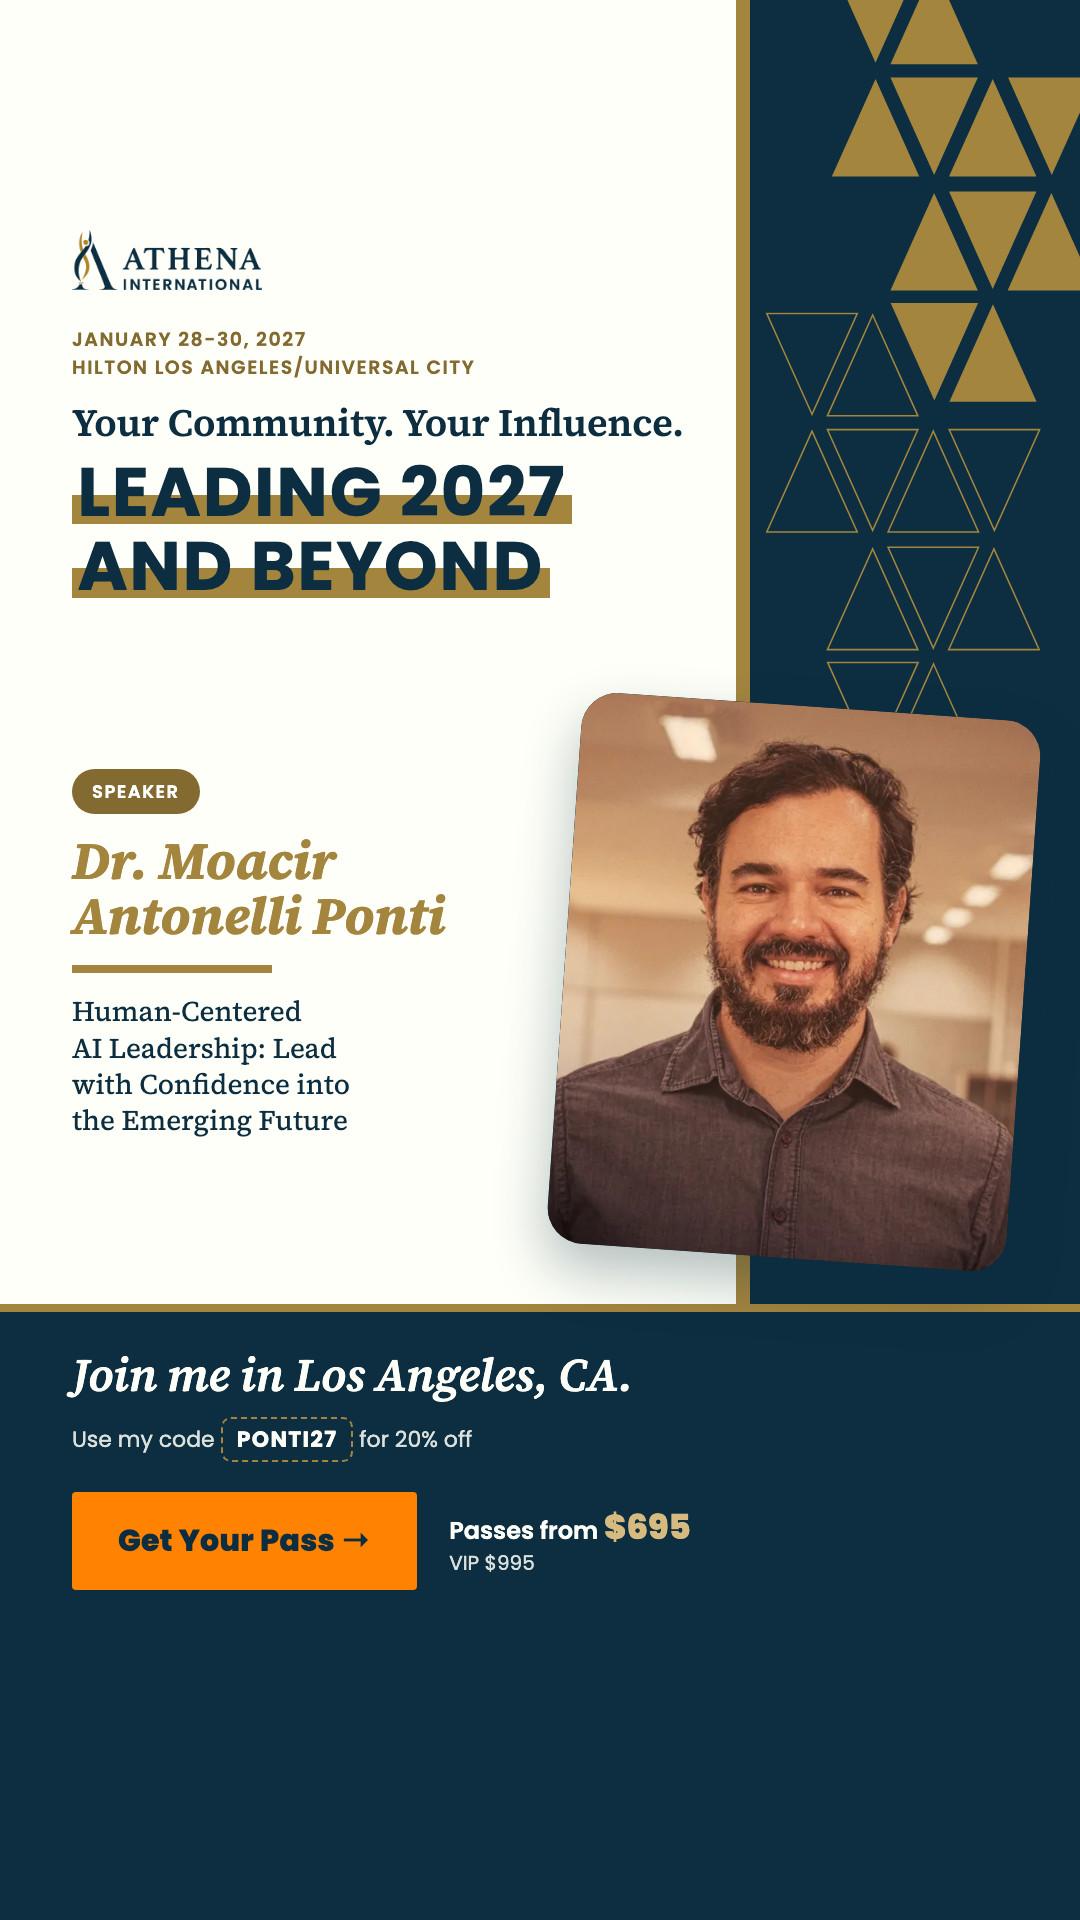 ATHENA
INTERNATIONAL
JANUARY 28-30, 2027
HILTON LOS ANGELES/UNIVERSAL CITY
Your Community. Your Influence.
LEADING 2027
AND BEYOND
SPEAKER
Dr. Moacir
Antonelli Ponti
Human-Centered
AI Leadership: Lead
with Confidence into
the Emerging Future
Join me in Los Angeles, CA.
Use my code PONTI27 for 20% off
Get Your Pass →
Passes from $695
VIP $995